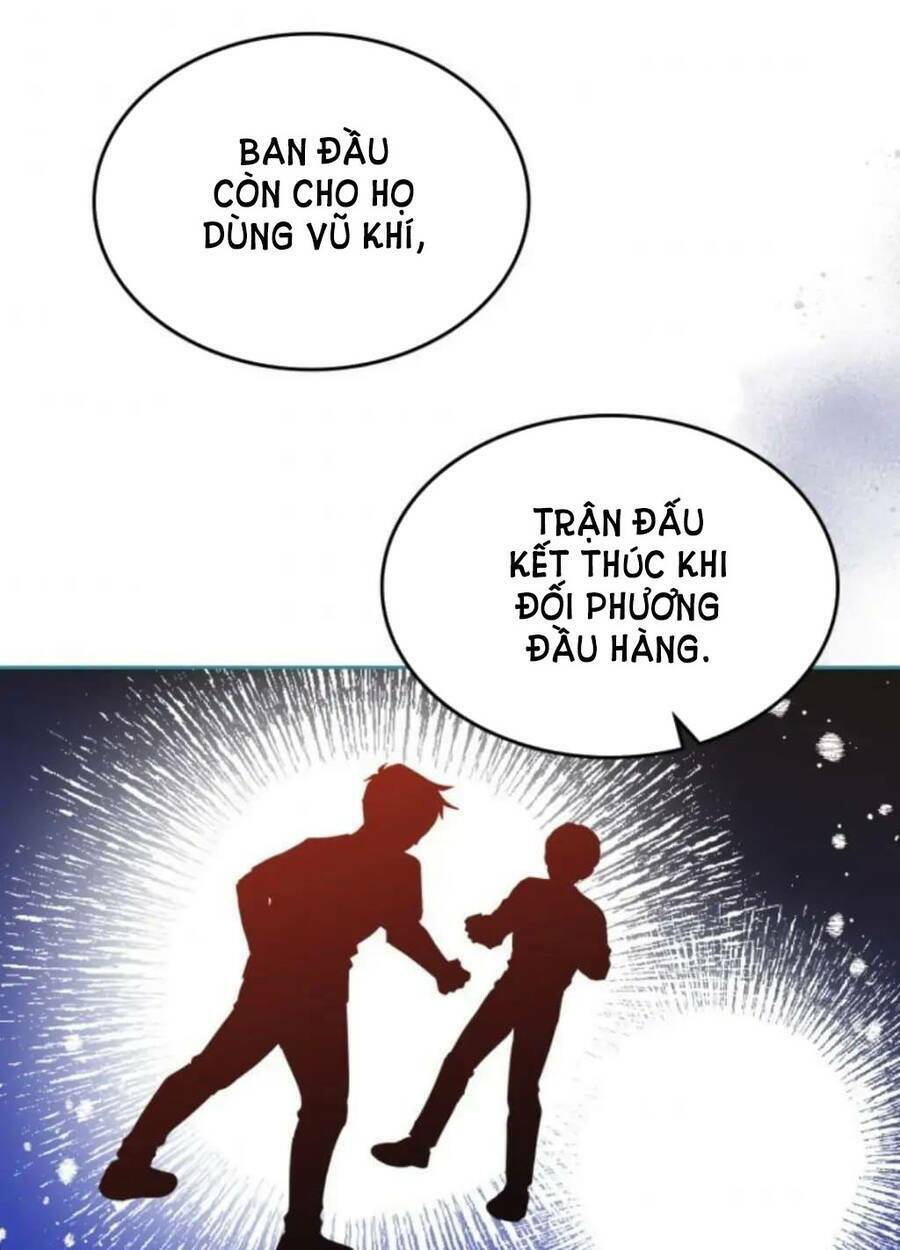 BAN ĐẦU
CÒN CHO HỌ
DÙNG VŨ KHÍ,
TRẬN ĐẤU
KẾT THÚC KHI
ĐỐI PHƯƠNG
ĐẦU HÀNG.